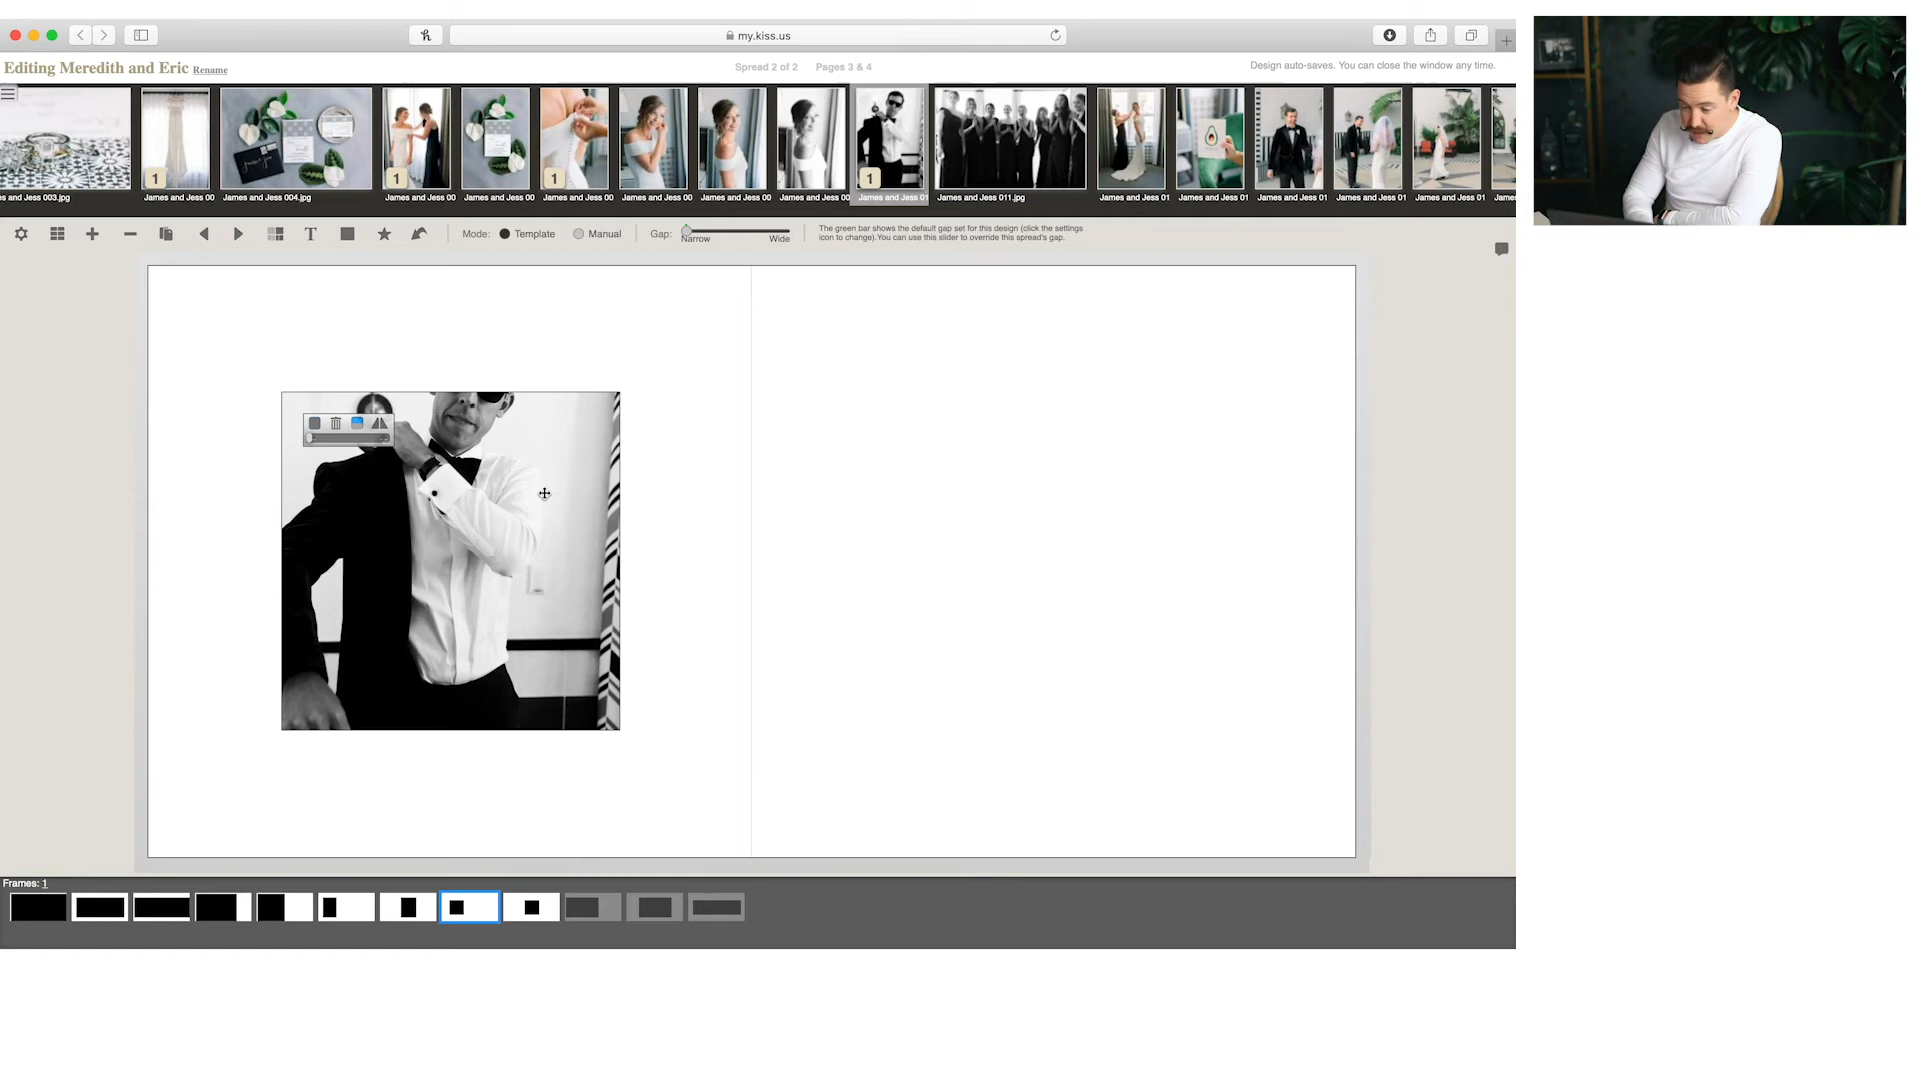 my.kiss.us
Editing Meredith and Eric Rename
Spread 2 of 2 Pages 3 & 4
Design auto-saves. You can close the window any time.
1 1 1 1
s and Jess 003.jpg James and Jess 00 James and Jess 004.jpg James and Jess 00 James and Jess 00 James and Jess 00 James and Jess 00 James and Jess 00 James and Jess 00 James and Jess 01 James and Jess 011.jpg James and Jess 01 James and Jess 01 James and Jess 01 James and Jess 01 James and Jess 01 James
T Mode: Template Manual Gap: Narrow Wide
The green bar shows the default gap set for this design (click the settings
icon to change).You can use this slider to override this spread's gap.
Frames: 1